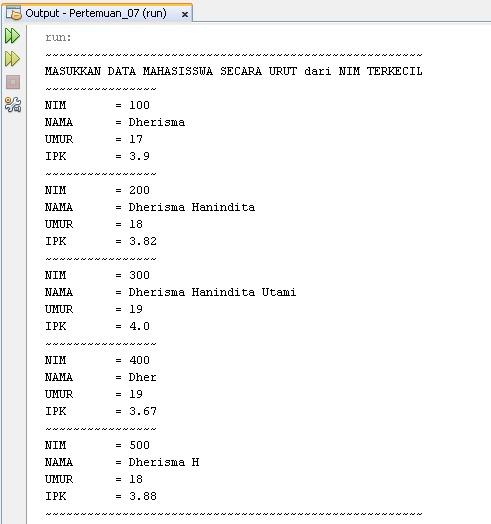 Output - Pertemuan_07 (run)
run:
~~~~~~~~~~~~~~~~~~~~~~~~~~~~~~~~~~~~~~~~~~~~~~~~~~~~~~
MASUKKAN DATA MAHASISSWA SECARA URUT dari NIM TERKECIL
~~~~~~~~~~~~~~~~
NIM       = 100
NAMA      = Dherisma
UMUR      = 17
IPK       = 3.9
~~~~~~~~~~~~~~~~
NIM       = 200
NAMA      = Dherisma Hanindita
UMUR      = 18
IPK       = 3.82
~~~~~~~~~~~~~~~~
NIM       = 300
NAMA      = Dherisma Hanindita Utami
UMUR      = 19
IPK       = 4.0
~~~~~~~~~~~~~~~~
NIM       = 400
NAMA      = Dher
UMUR      = 19
IPK       = 3.67
~~~~~~~~~~~~~~~~
NIM       = 500
NAMA      = Dherisma H
UMUR      = 18
IPK       = 3.88
~~~~~~~~~~~~~~~~~~~~~~~~~~~~~~~~~~~~~~~~~~~~~~~~~~~~~~